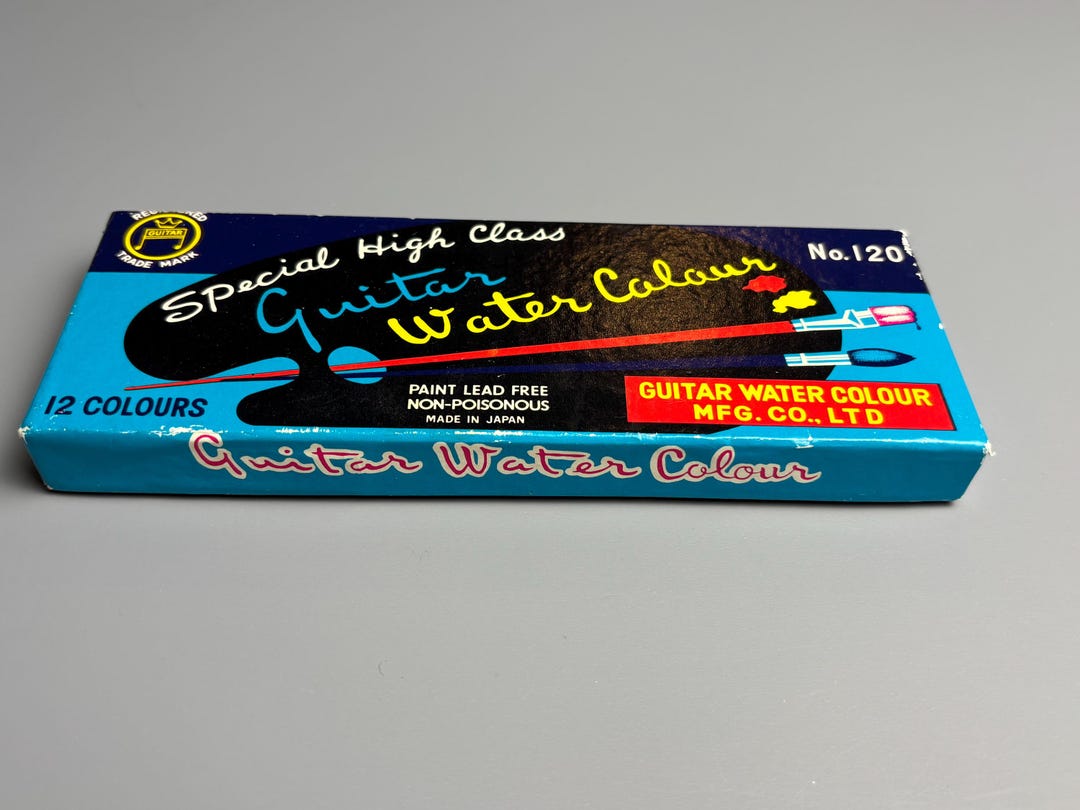 REGISTERED
GUITAR
TRADE MARK
Special High Class
Guitar
Water Colour
No.120
12 COLOURS
PAINT LEAD FREE
NON-POISONOUS
MADE IN JAPAN
GUITAR WATER COLOUR
MFG. CO., LTD
Guitar Water Colour